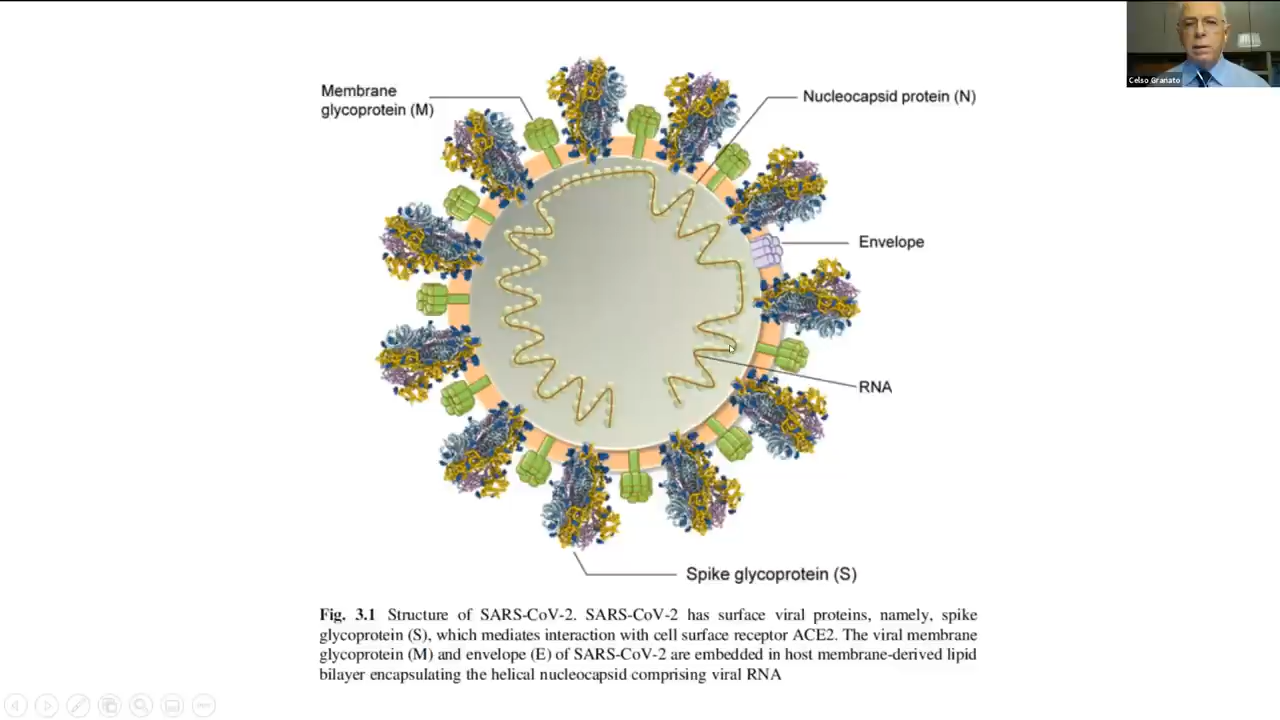 Celso Granato
Membrane
glycoprotein (M)
Nucleocapsid protein (N)
Envelope
RNA
Spike glycoprotein (S)
Fig. 3.1 Structure of SARS-CoV-2. SARS-CoV-2 has surface viral proteins, namely, spike
glycoprotein (S), which mediates interaction with cell surface receptor ACE2. The viral membrane
glycoprotein (M) and envelope (E) of SARS-CoV-2 are embedded in host membrane-derived lipid
bilayer encapsulating the helical nucleocapsid comprising viral RNA